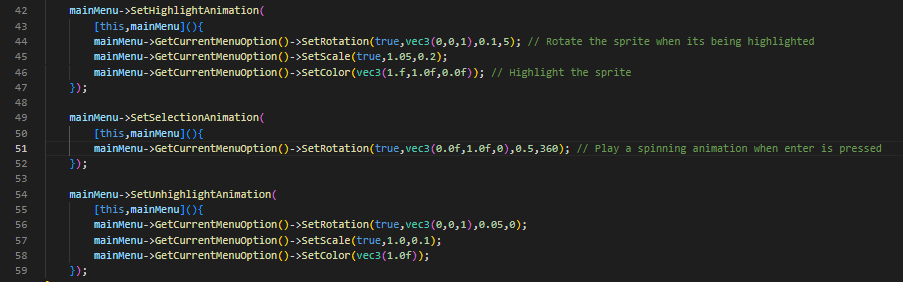 42 mainMenu->SetHighlightAnimation(
43 [this,mainMenu](){
44 mainMenu->GetCurrentMenuOption()->SetRotation(true,vec3(0,0,1),0.1,5); // Rotate the sprite when its being highlighted
45 mainMenu->GetCurrentMenuOption()->SetScale(true,1.05,0.2);
46 mainMenu->GetCurrentMenuOption()->SetColor(vec3(1.f,1.0f,0.0f)); // Highlight the sprite
47 });
48
49 mainMenu->SetSelectionAnimation(
50 [this,mainMenu](){
51 mainMenu->GetCurrentMenuOption()->SetRotation(true,vec3(0.0f,1.0f,0),0.5,360); // Play a spinning animation when enter is pressed
52 });
53
54 mainMenu->SetUnhighlightAnimation(
55 [this,mainMenu](){
56 mainMenu->GetCurrentMenuOption()->SetRotation(true,vec3(0,0,1),0.05,0);
57 mainMenu->GetCurrentMenuOption()->SetScale(true,1.0,0.1);
58 mainMenu->GetCurrentMenuOption()->SetColor(vec3(1.0f));
59 });